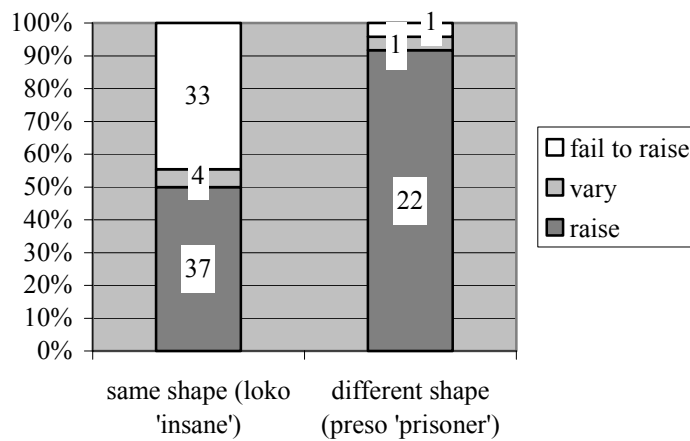 100%
90%
80%
70%
60%
50%
40%
30%
20%
10%
0%
33
4
37
1
1
22
same shape (loko
'insane')
different shape
(preso 'prisoner')
fail to raise
vary
raise